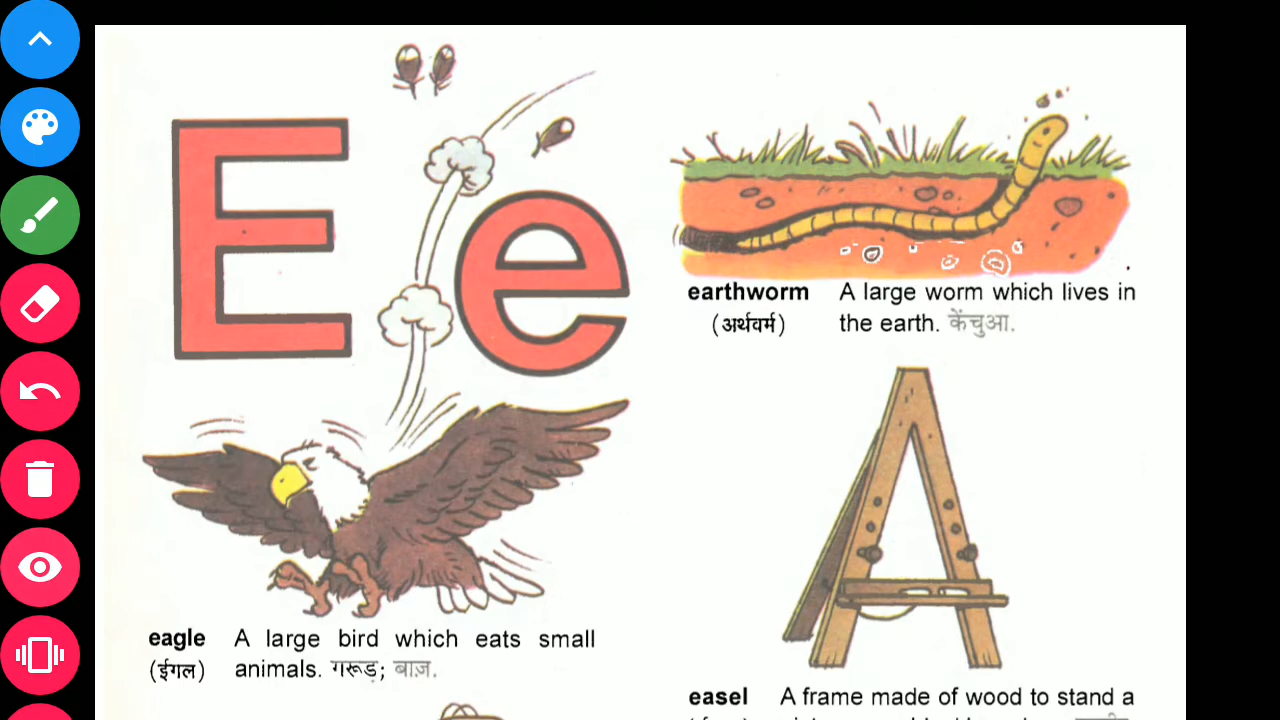 E e
earthworm A large worm which lives in
(अर्थवर्म) the earth. केंचुआ.
eagle A large bird which eats small
(ईगल) animals. गरूड़; बाज़.
easel A frame made of wood to stand a